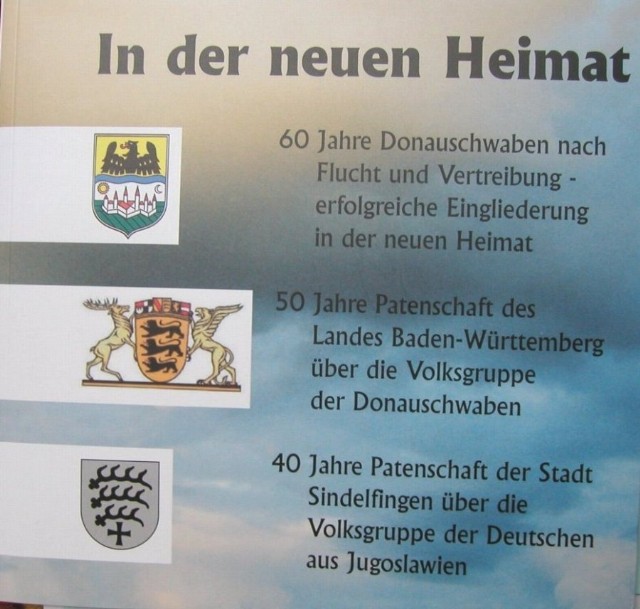 In der neuen Heimat
60 Jahre Donauschwaben nach
Flucht und Vertreibung -
erfolgreiche Eingliederung
in der neuen Heimat
50 Jahre Patenschaft des
Landes Baden-Württemberg
über die Volksgruppe
der Donauschwaben
40 Jahre Patenschaft der Stadt
Sindelfingen über die
Volksgruppe der Deutschen
aus Jugoslawien